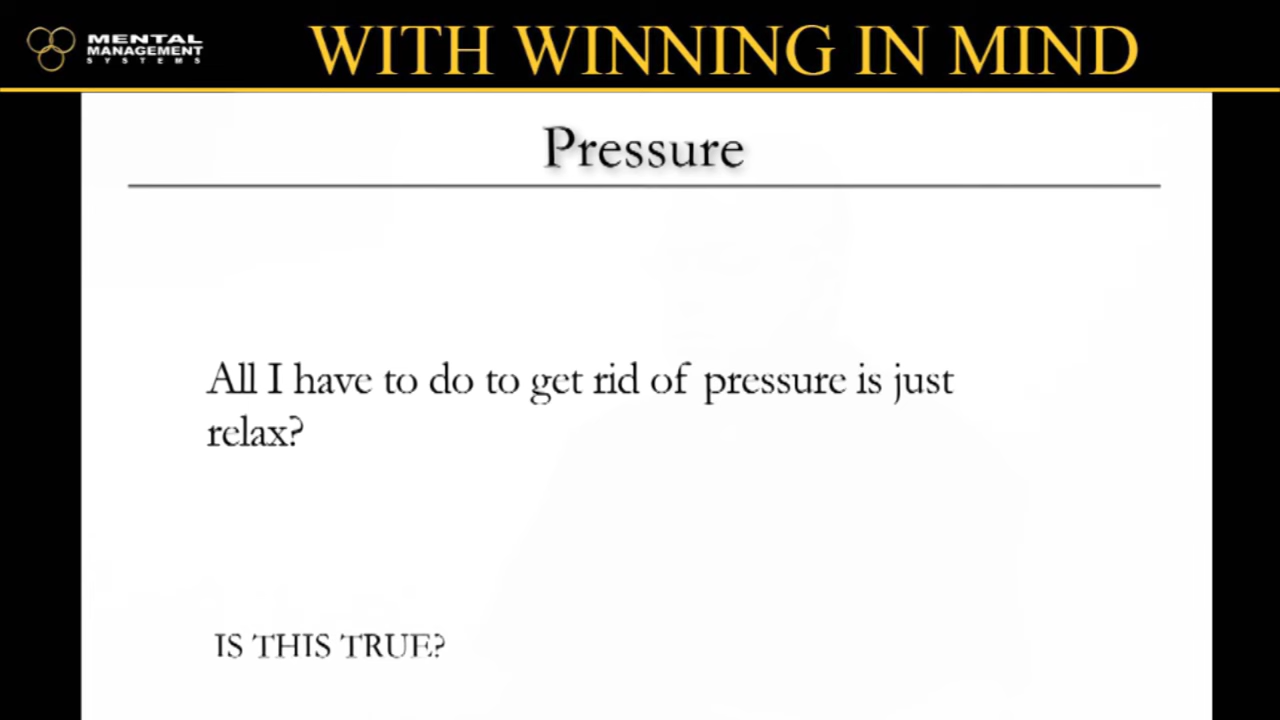 MENTAL
MANAGEMENT
SYSTEMS
WITH WINNING IN MIND
Pressure
All I have to do to get rid of pressure is just
relax?
IS THIS TRUE?